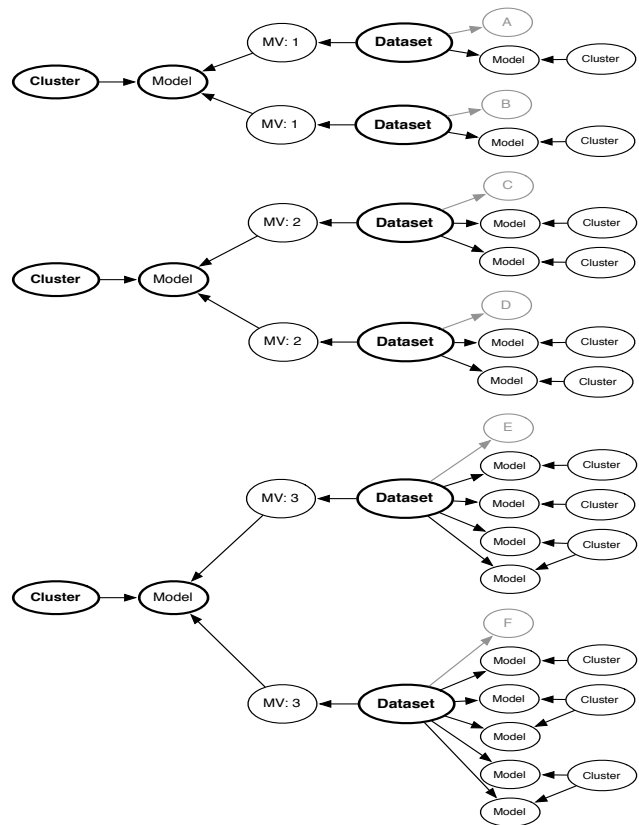 A
MV: 1 Dataset
Model Cluster
Cluster Model
B
MV: 1 Dataset
Model Cluster
C
MV: 2 Dataset Model Cluster
Model Cluster
Cluster Model
D
MV: 2 Dataset Model Cluster
Model Cluster
E
Model Cluster
MV: 3 Dataset Model Cluster
Model Cluster
Model
Cluster Model
F
Model Cluster
MV: 3 Dataset Model Cluster
Model
Model Cluster
Model